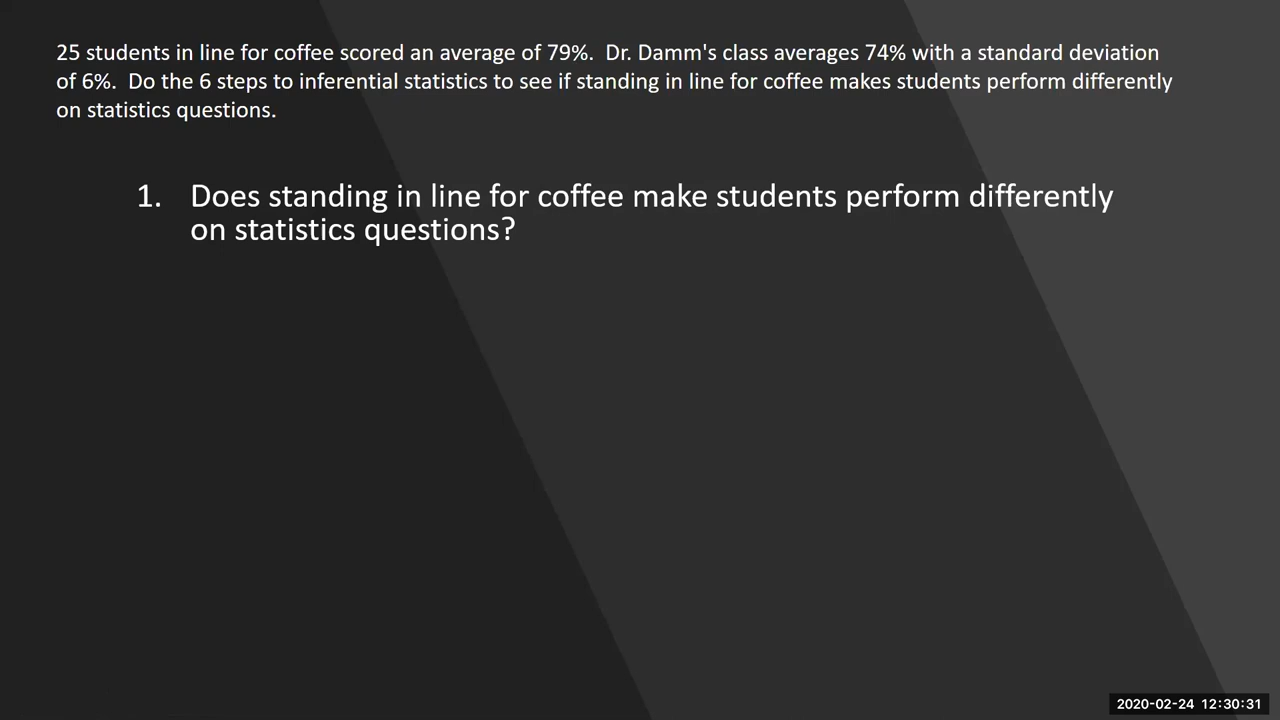 25 students in line for coffee scored an average of 79%.  Dr. Damm's class averages 74% with a standard deviation
of 6%.  Do the 6 steps to inferential statistics to see if standing in line for coffee makes students perform differently
on statistics questions.
1. Does standing in line for coffee make students perform differently
on statistics questions?
2020-02-24 12:30:31